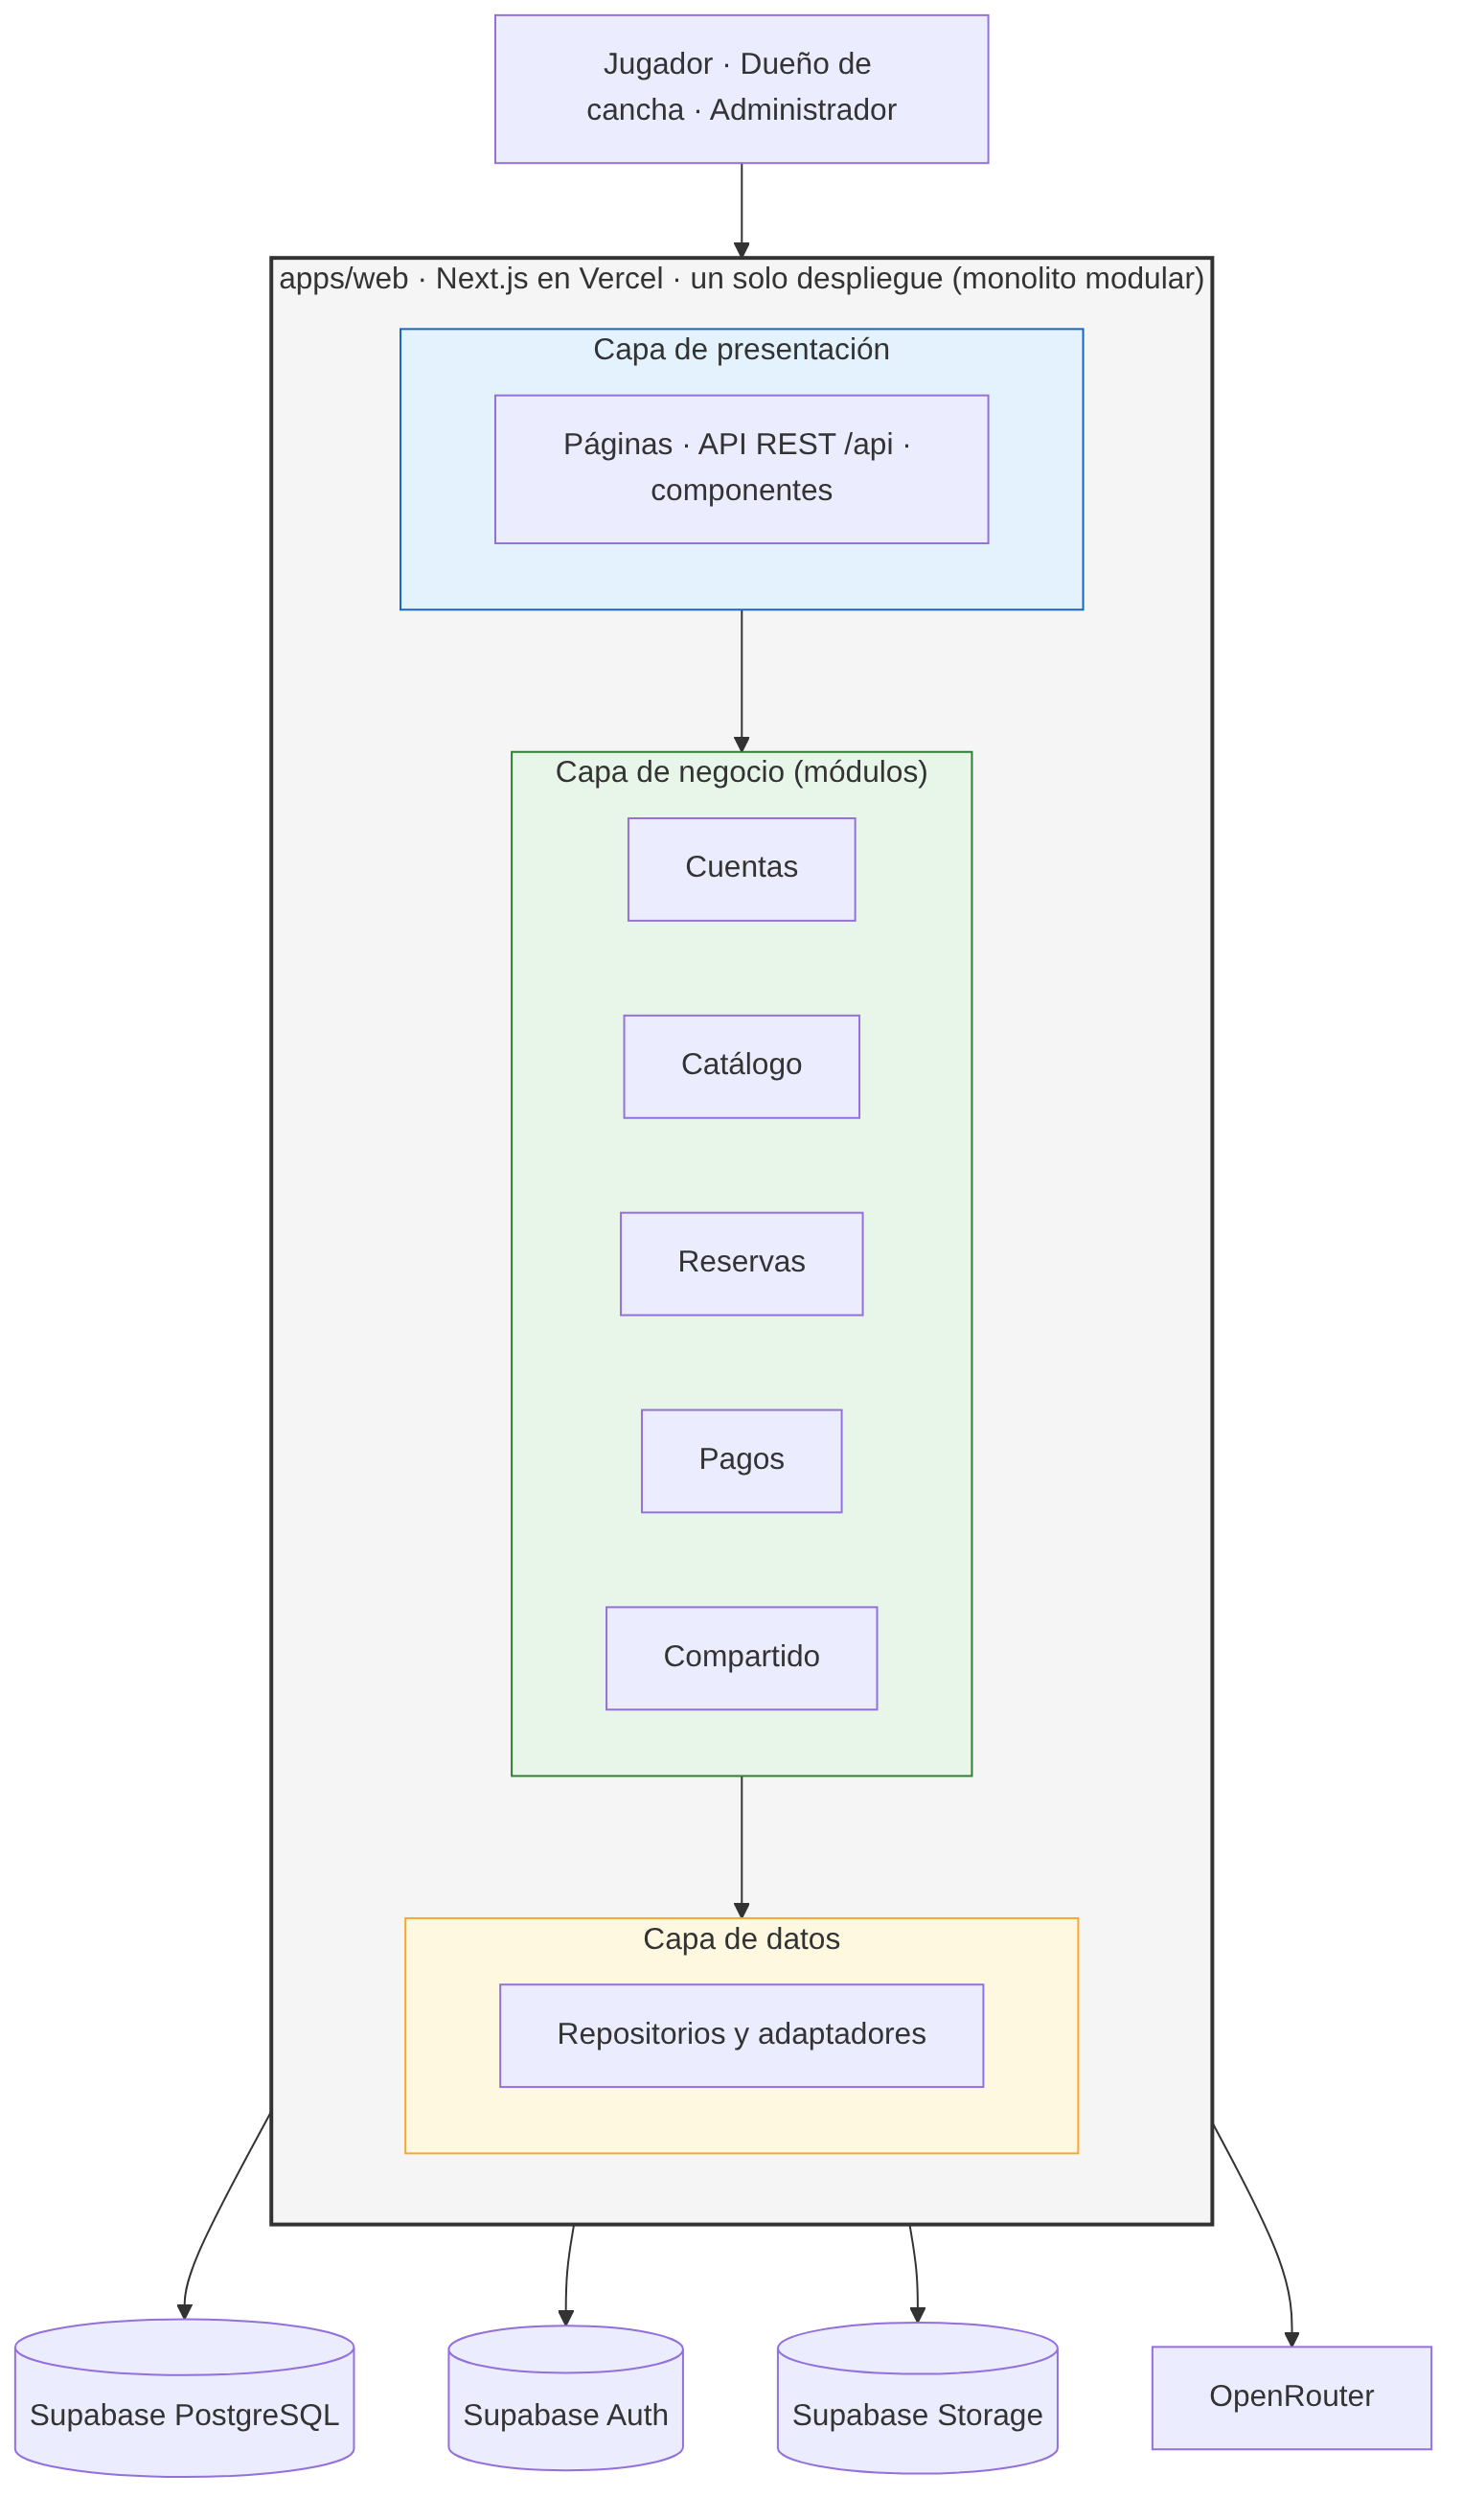 Jugador · Dueño de
cancha · Administrador
apps/web · Next.js en Vercel · un solo despliegue (monolito modular)
Capa de presentación
Páginas · API REST /api ·
componentes
Capa de negocio (módulos)
Cuentas
Catálogo
Reservas
Pagos
Compartido
Capa de datos
Repositorios y adaptadores
Supabase PostgreSQL
Supabase Auth
Supabase Storage
OpenRouter